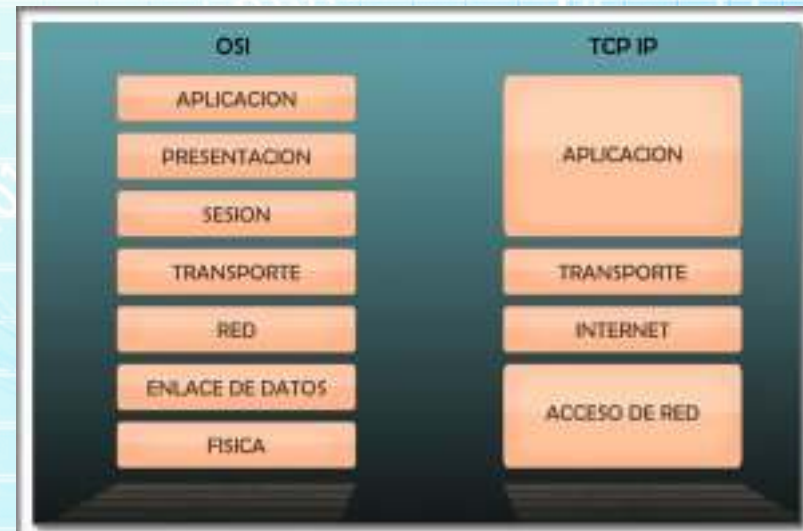 OSI
APLICACION
PRESENTACION
SESION
TRANSPORTE
RED
ENLACE DE DATOS
FISICA
TCP IP
APLICACION
TRANSPORTE
INTERNET
ACCESO DE RED